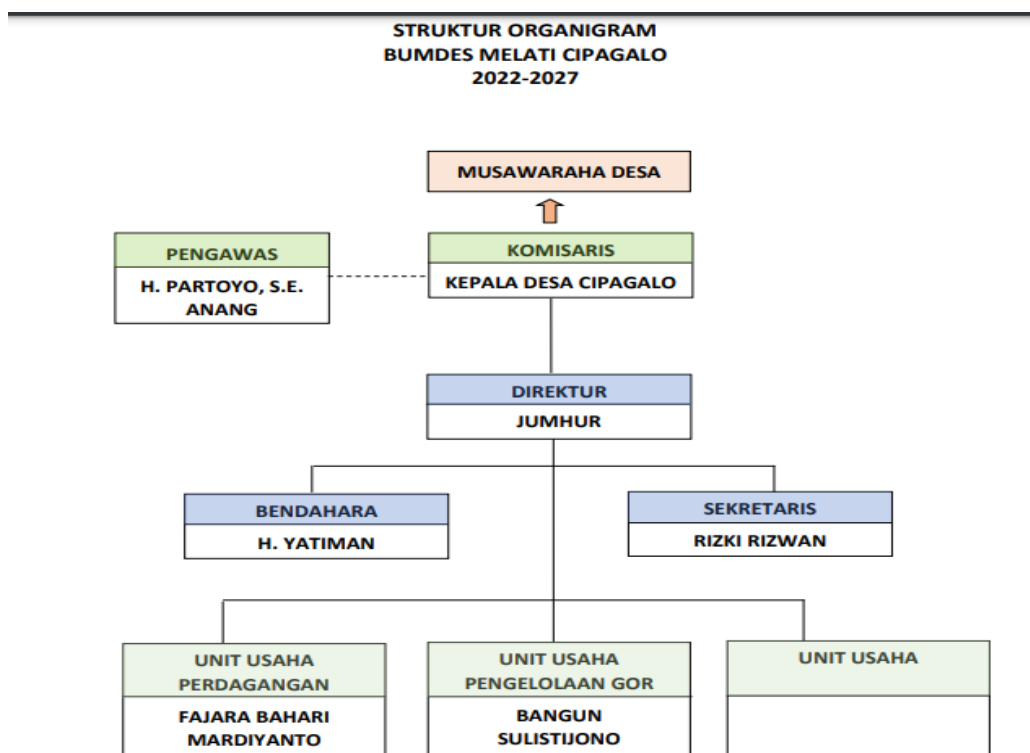 STRUKTUR ORGANIGRAM
BUMDES MELATI CIPAGALO
2022-2027
MUSAWARAHA DESA
PENGAWAS
H. PARTOYO, S.E.
ANANG
KOMISARIS
KEPALA DESA CIPAGALO
DIREKTUR
JUMHUR
BENDAHARA
H. YATIMAN
SEKRETARIS
RIZKI RIZWAN
UNIT USAHA
PERDAGANGAN
FAJARA BAHARI
MARDIYANTO
UNIT USAHA
PENGELOLAAN GOR
BANGUN
SULISTIJONO
UNIT USAHA